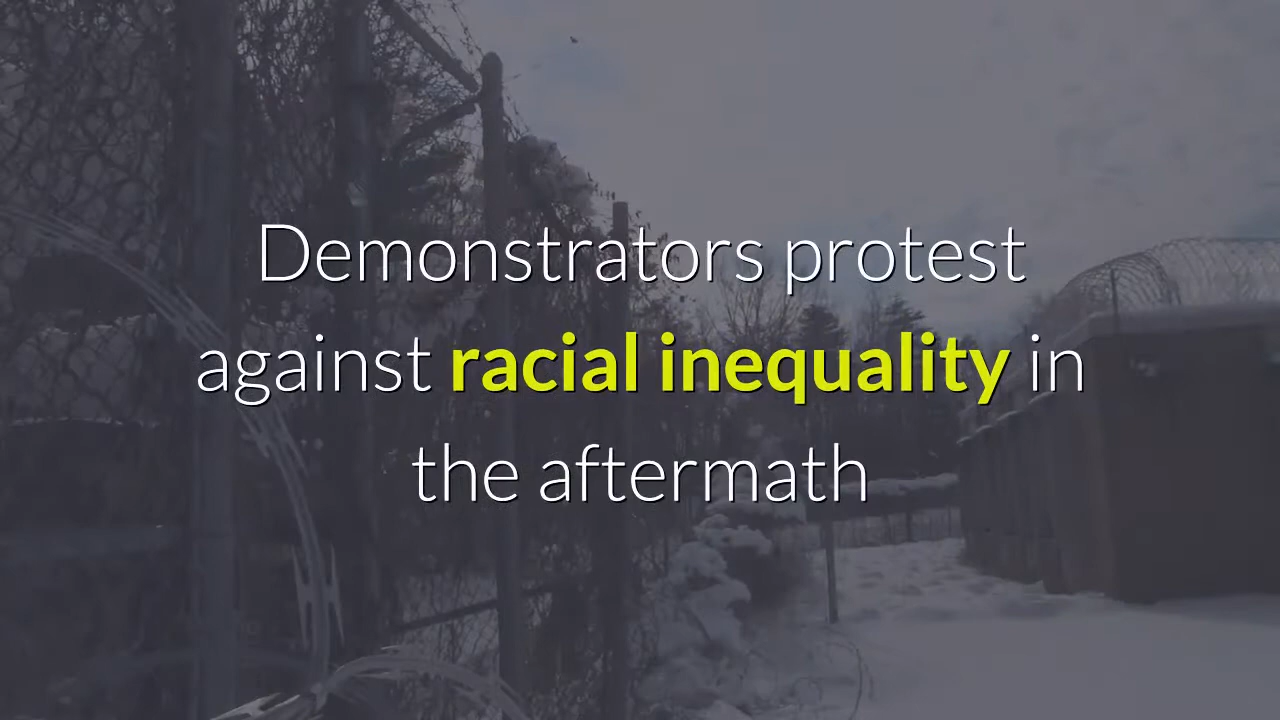 Demonstrators protest
against racial inequality in
the aftermath